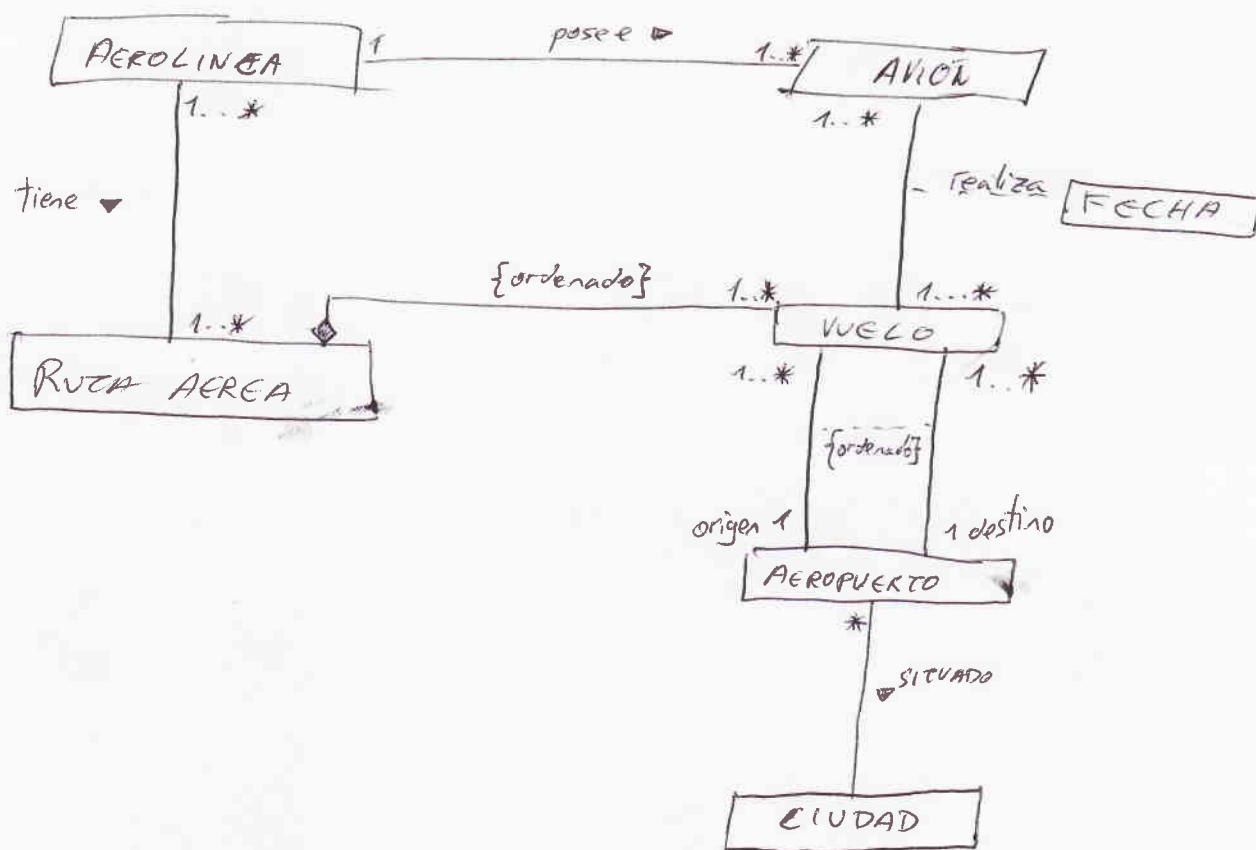 AEROLINEA
1
posee
1..*
AVIÓN
1..*
1..*
tiene
realiza
FECHA
{ordenado}
1..*
1..*
1...*
RUTA AEREA
VUELO
1..*
1..*
{ordenado}
origen 1
1 destino
AEROPUERTO
*
SITUADO
CIUDAD